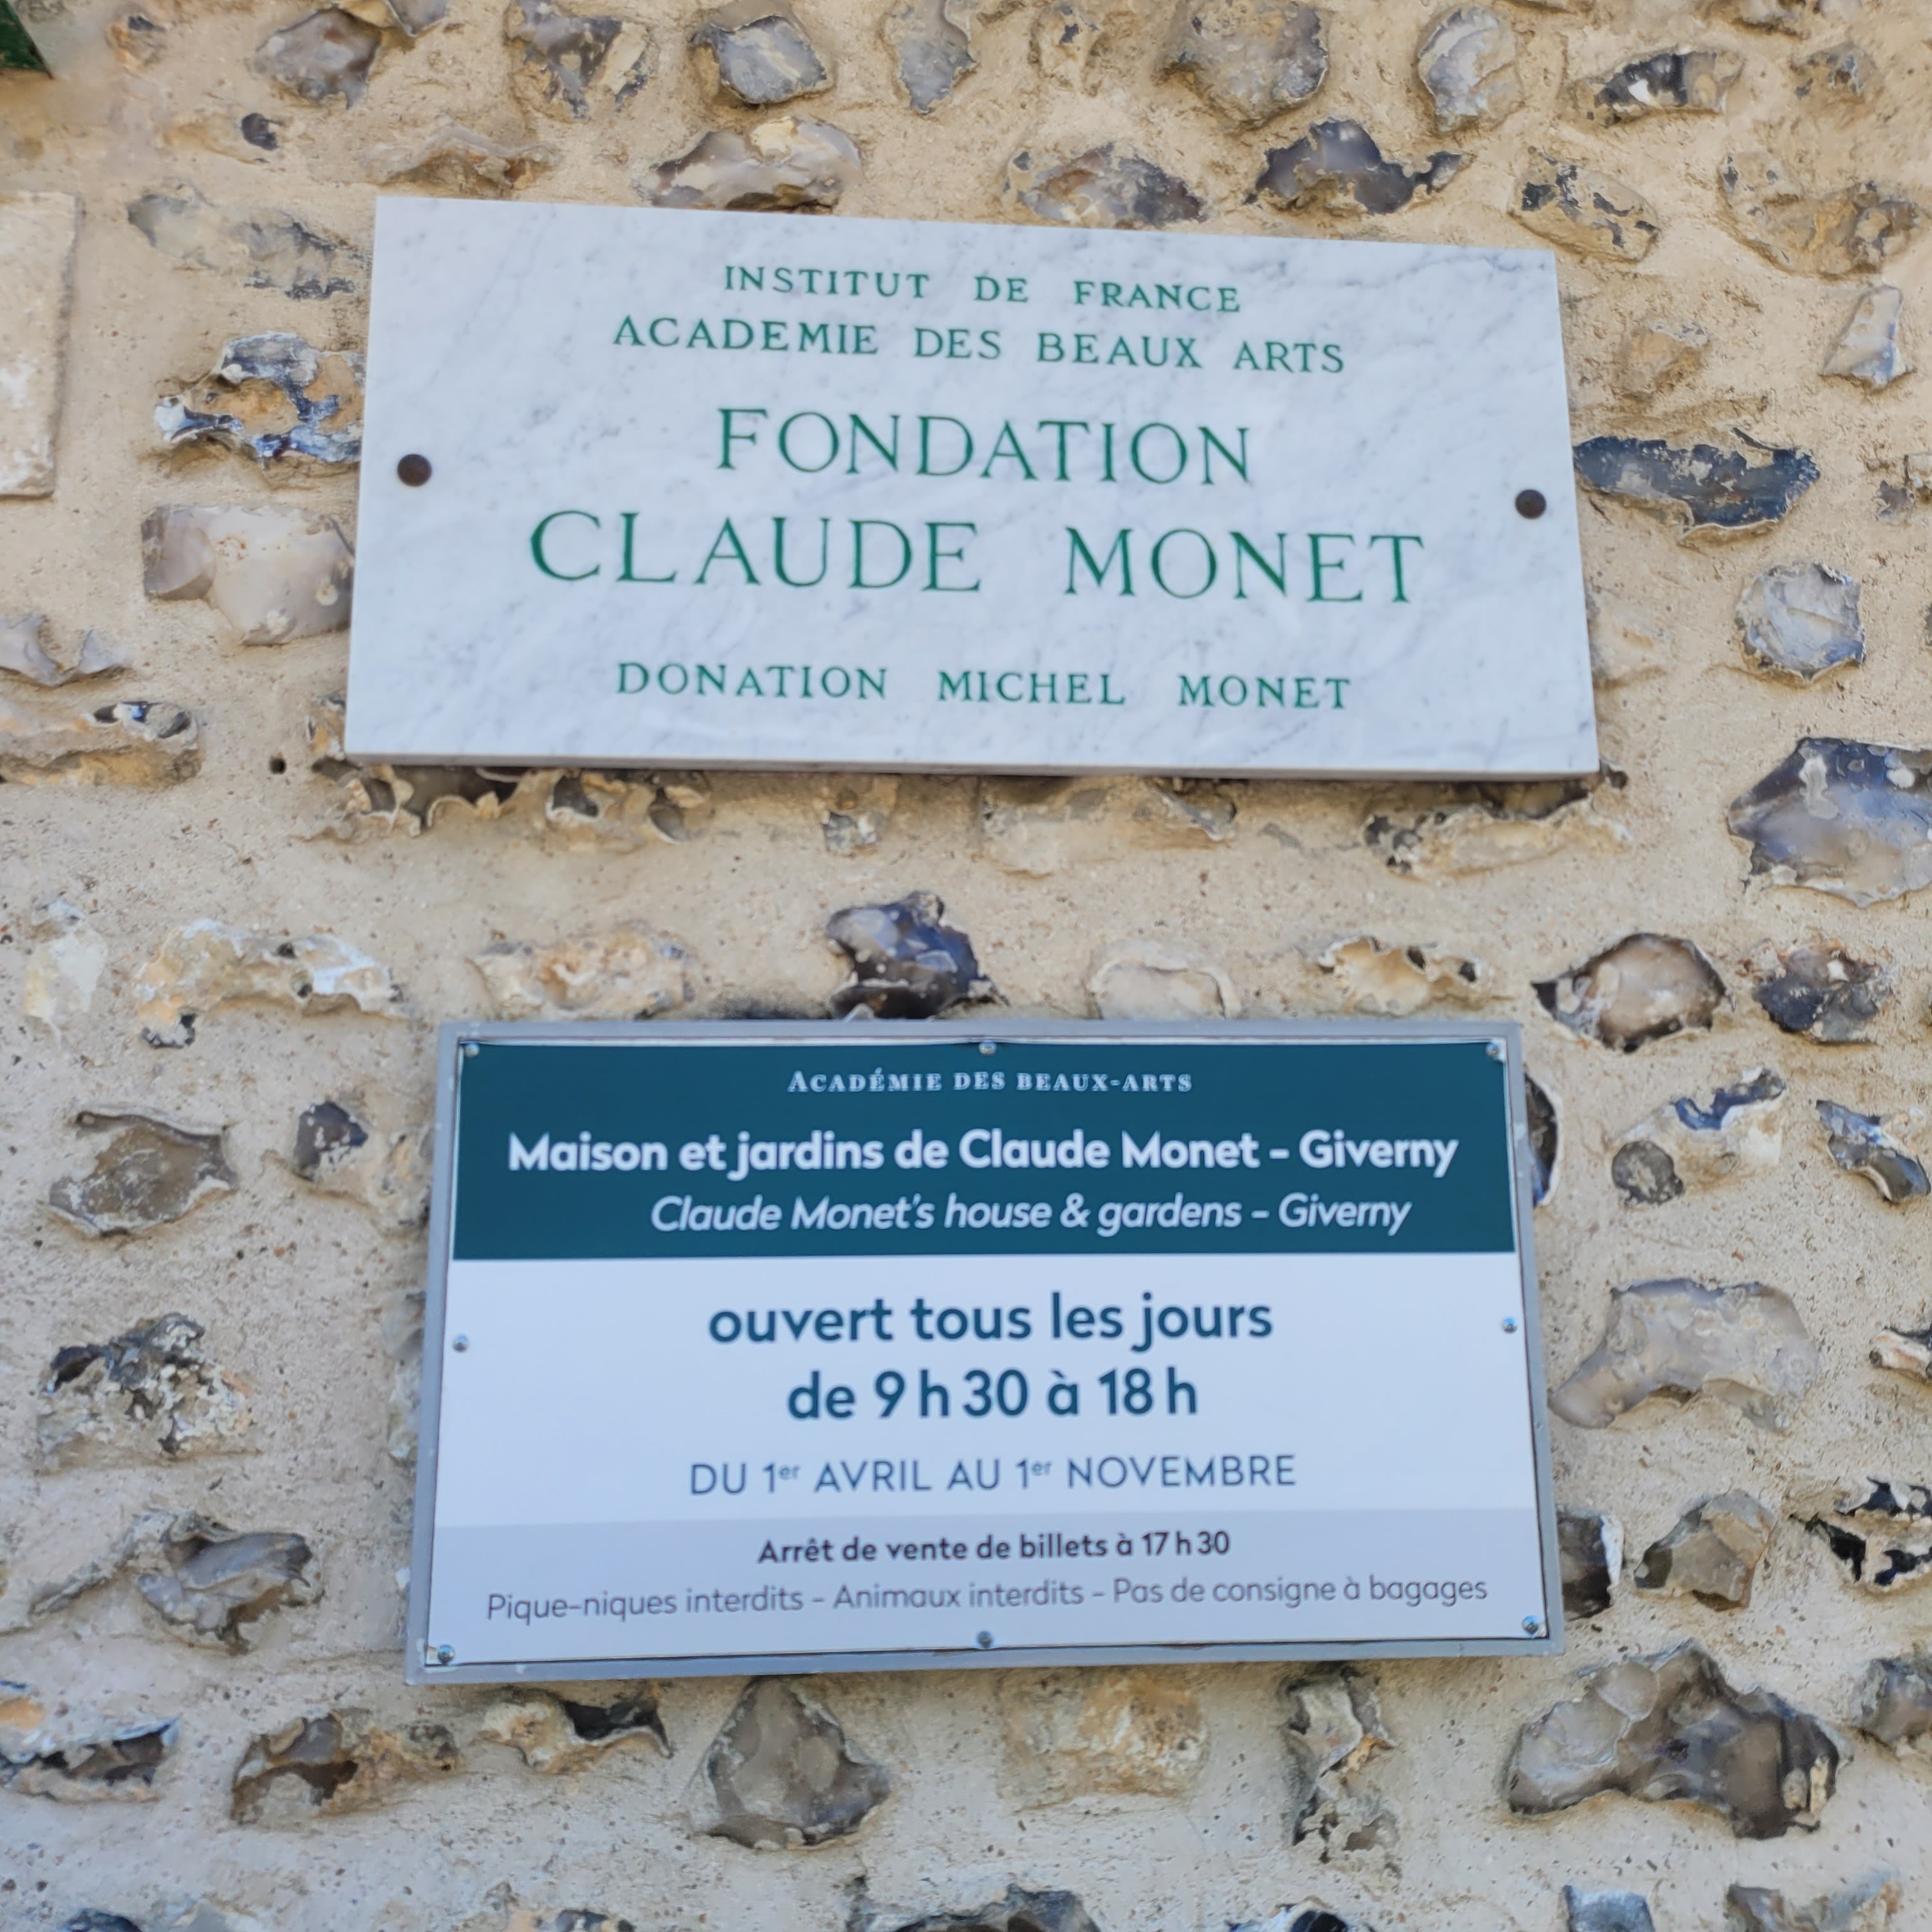 INSTITUT DE FRANCE
ACADEMIE DES BEAUX ARTS
FONDATION
CLAUDE MONET
DONATION MICHEL MONET
ACADÉMIE DES BEAUX-ARTS
Maison et jardins de Claude Monet - Giverny
Claude Monet's house & gardens - Giverny
ouvert tous les jours
de 9 h 30 à 18 h
DU 1er AVRIL AU 1er NOVEMBRE
Arrêt de vente de billets à 17 h 30
Pique-niques interdits - Animaux interdits - Pas de consigne à bagages